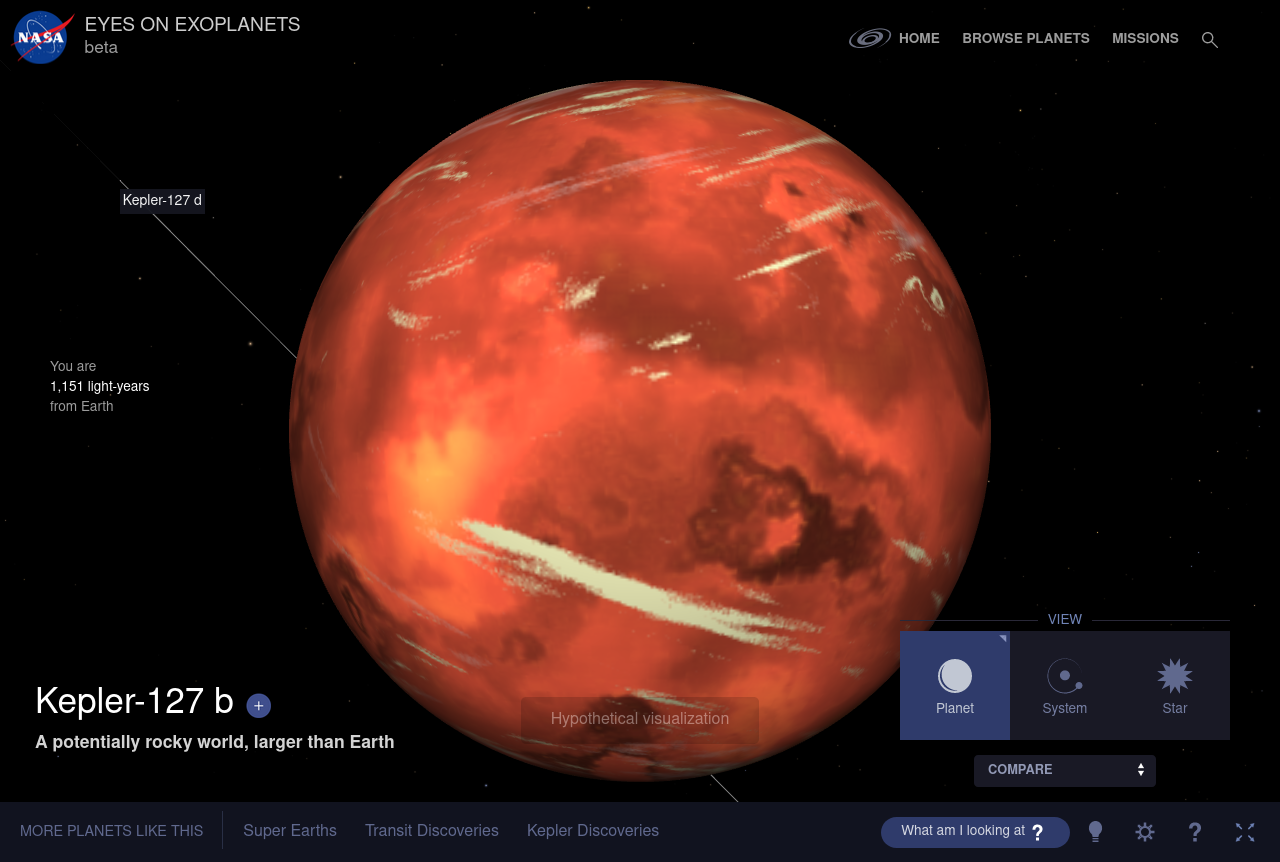 NASA
EYES ON EXOPLANETS
beta
HOME
BROWSE PLANETS
MISSIONS
Kepler-127 d
You are
1,151 light-years
from Earth
Kepler-127 b +
A potentially rocky world, larger than Earth
Hypothetical visualization
VIEW
Planet
System
Star
COMPARE
MORE PLANETS LIKE THIS
Super Earths
Transit Discoveries
Kepler Discoveries
What am I looking at ?
?